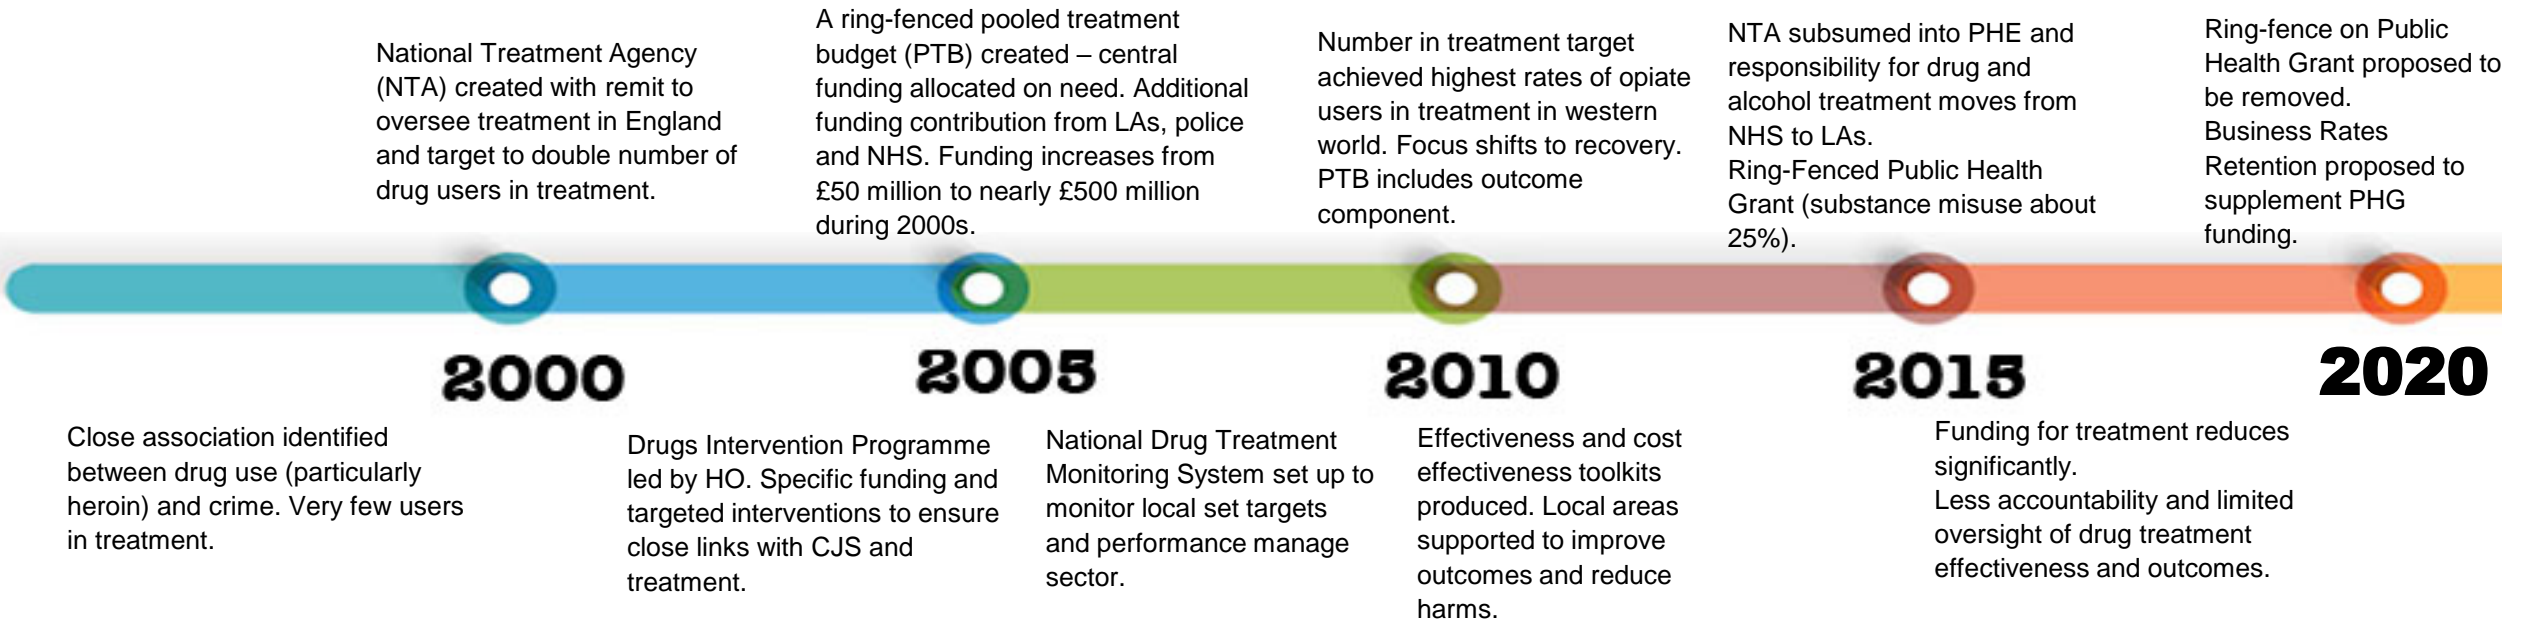 National Treatment Agency
(NTA) created with remit to
oversee treatment in England
and target to double number of
drug users in treatment.
A ring-fenced pooled treatment
budget (PTB) created – central
funding allocated on need. Additional
funding contribution from LAs, police
and NHS. Funding increases from
£50 million to nearly £500 million
during 2000s.
Number in treatment target
achieved highest rates of opiate
users in treatment in western
world. Focus shifts to recovery.
PTB includes outcome
component.
NTA subsumed into PHE and
responsibility for drug and
alcohol treatment moves from
NHS to LAs.
Ring-Fenced Public Health
Grant (substance misuse about
25%).
Ring-fence on Public
Health Grant proposed to
be removed.
Business Rates
Retention proposed to
supplement PHG
funding.
2000
2005
2010
2015
2020
Close association identified
between drug use (particularly
heroin) and crime. Very few users
in treatment.
Drugs Intervention Programme
led by HO. Specific funding and
targeted interventions to ensure
close links with CJS and
treatment.
National Drug Treatment
Monitoring System set up to
monitor local set targets
and performance manage
sector.
Effectiveness and cost
effectiveness toolkits
produced. Local areas
supported to improve
outcomes and reduce
harms.
Funding for treatment reduces
significantly.
Less accountability and limited
oversight of drug treatment
effectiveness and outcomes.